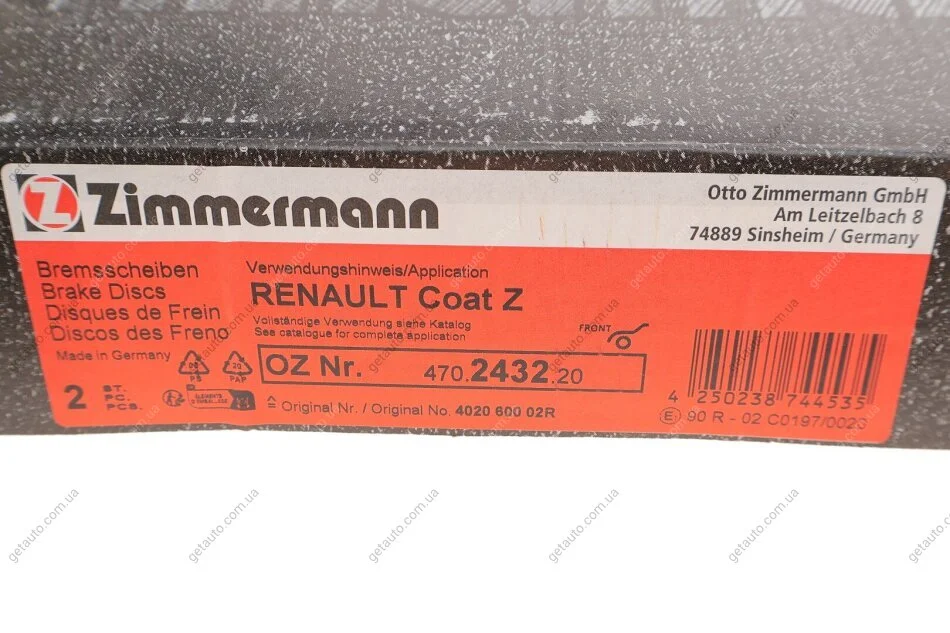 Z Zimmermann
Otto Zimmermann GmbH
Am Leitzelbach 8
74889 Sinsheim / Germany
Bremsscheiben
Brake Discs
Disques de Frein
Discos des Freno
Made in Germany
2 ST.
PC.
PCS.
PAP
Verwendungshinweis/Application
RENAULT Coat Z
Vollständige Verwendung siehe Katalog
See catalogue for complete application
FRONT
OZ Nr. 470.2432.20
≙ Original Nr. / Original No. 4020 600 02R
4 250238 744535
E1 90 R - 02 C0197/0020
getauto.com.ua